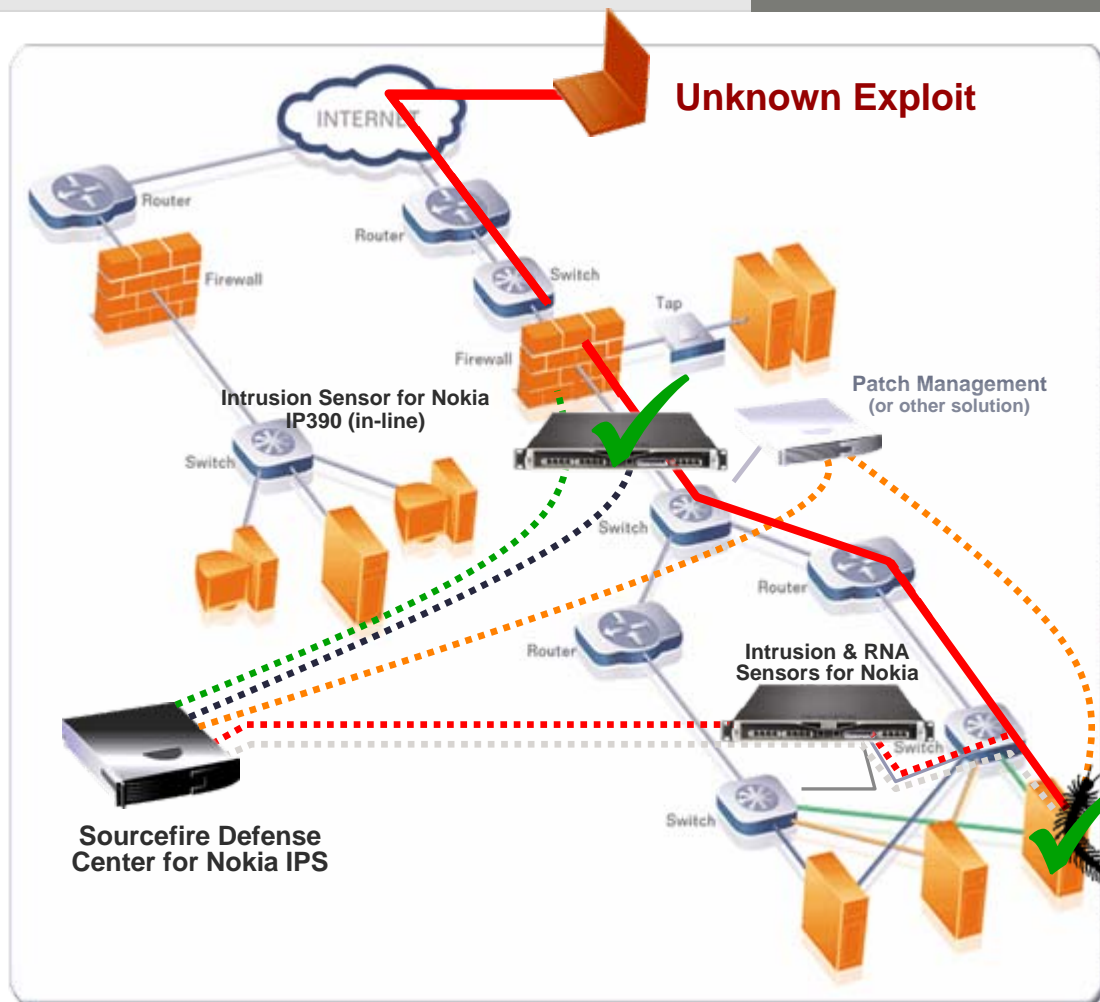 Unknown Exploit
INTERNET
Router
Router
Switch
Firewall
Tap
Firewall
Patch Management
(or other solution)
Intrusion Sensor for Nokia
IP390 (in-line)
Switch
Switch
Router
Router
Intrusion & RNA
Sensors for Nokia
Switch
Switch
Sourcefire Defense
Center for Nokia IPS